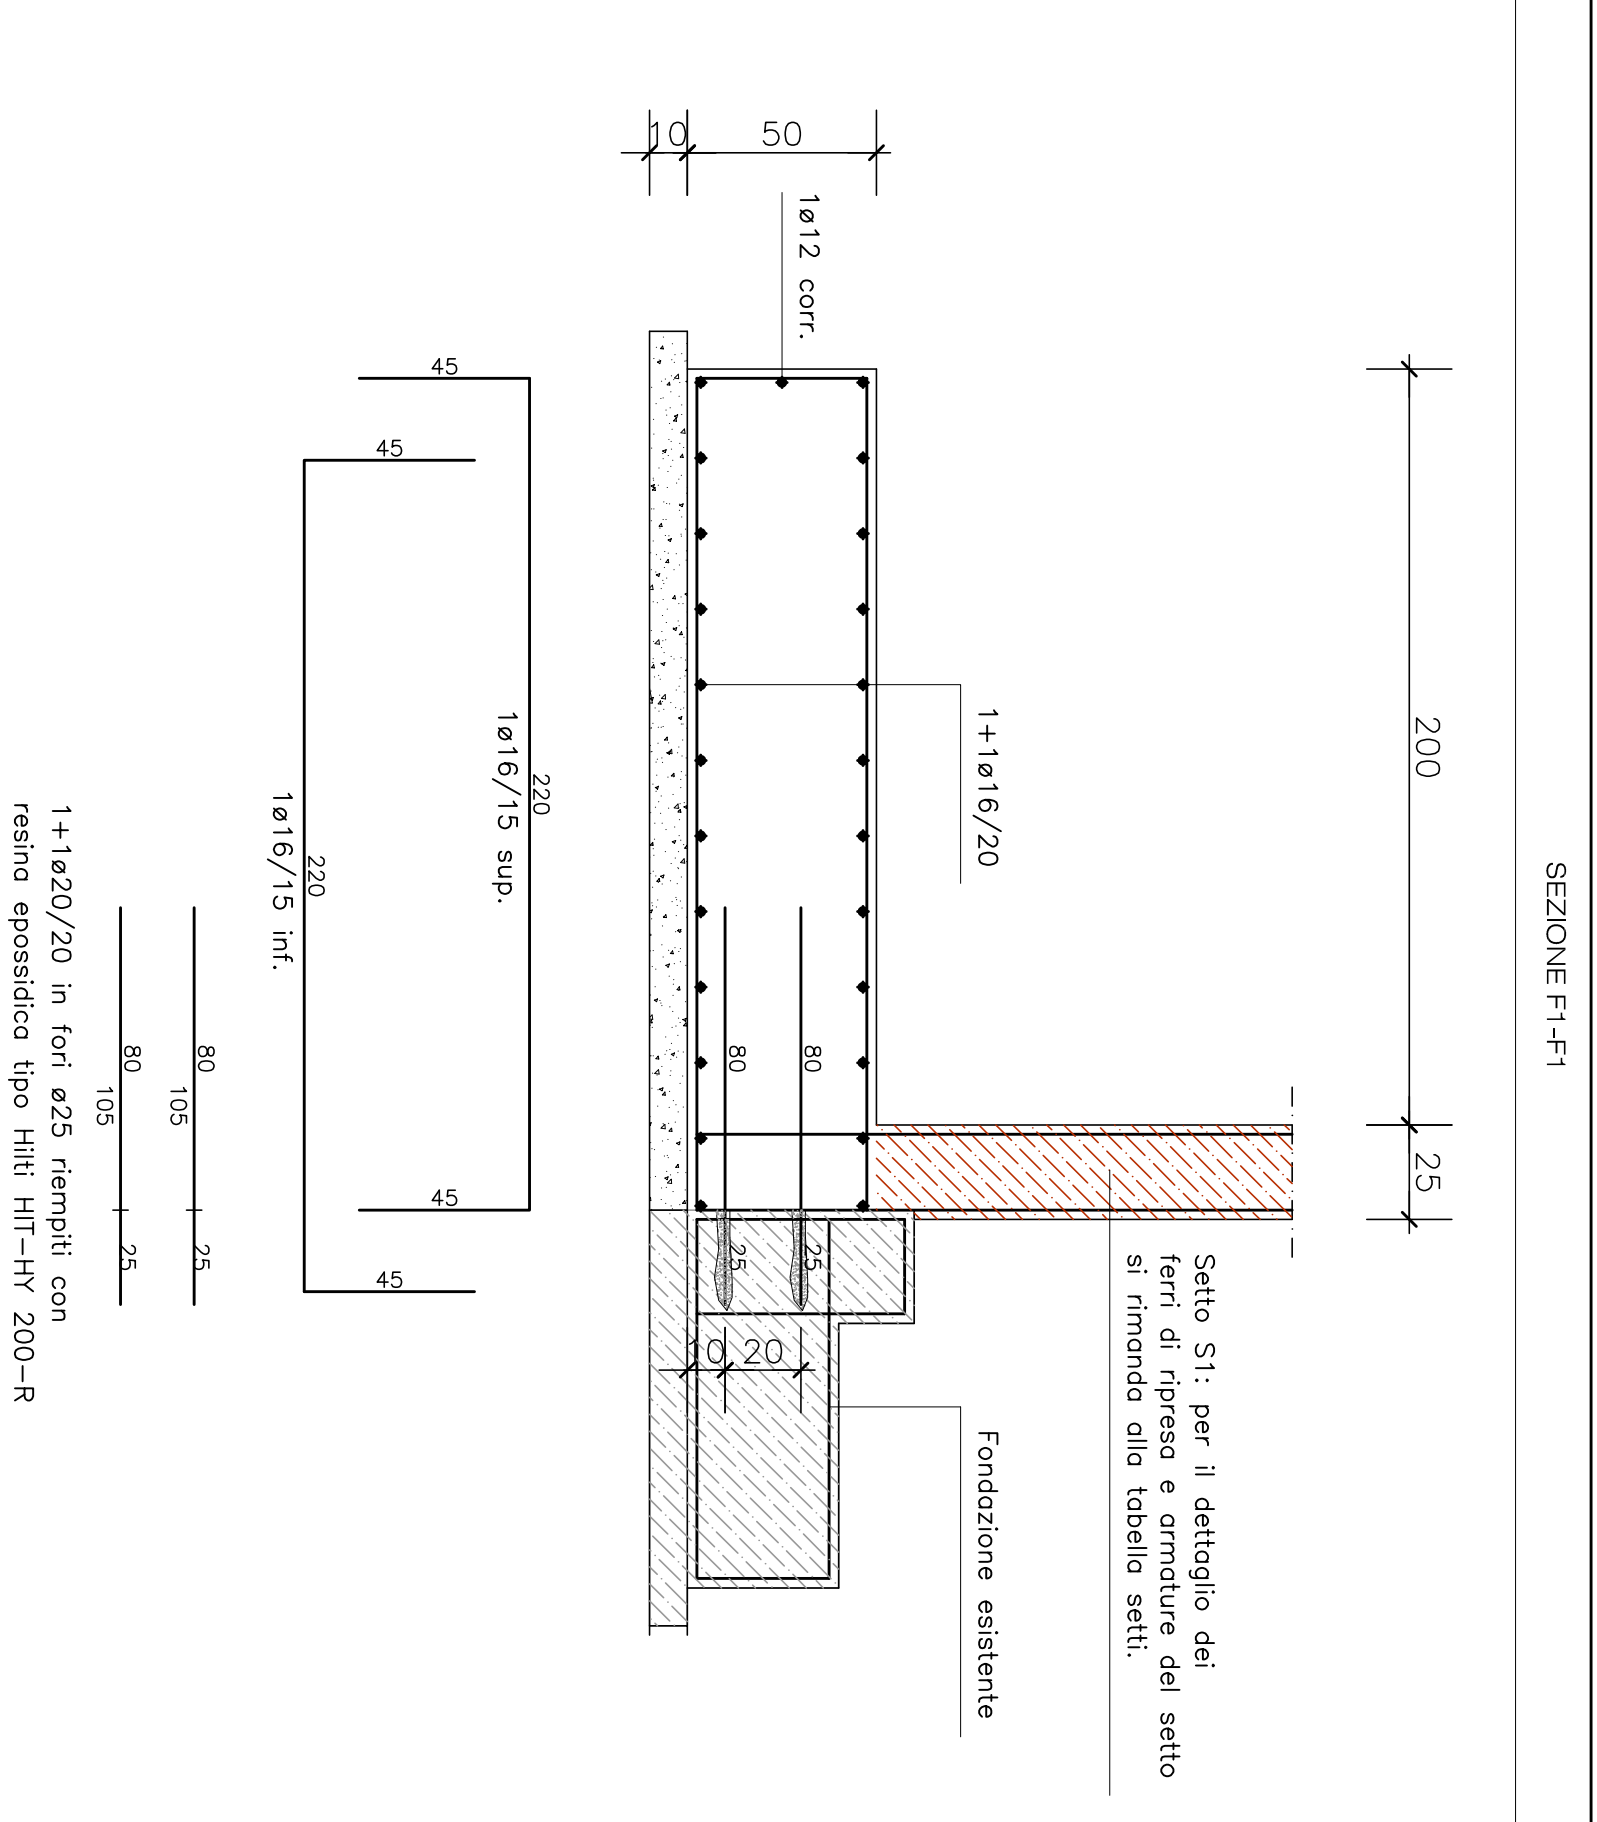 SEZIONE F1-F1
200
25
Setto S1: per il dettaglio dei
ferri di ripresa e armature del setto
si rimanda alla tabella setti.
1+1ø16/20
Fondazione esistente
10
50
1ø12 corr.
80
80
25
25
10
20
45
220
1ø16/15 sup.
45
45
220
1ø16/15 inf.
45
80
25
105
80
25
105
1+1ø20/20 in fori ø25 riempiti con
resina epossidica tipo Hilti HIT-HY 200-R